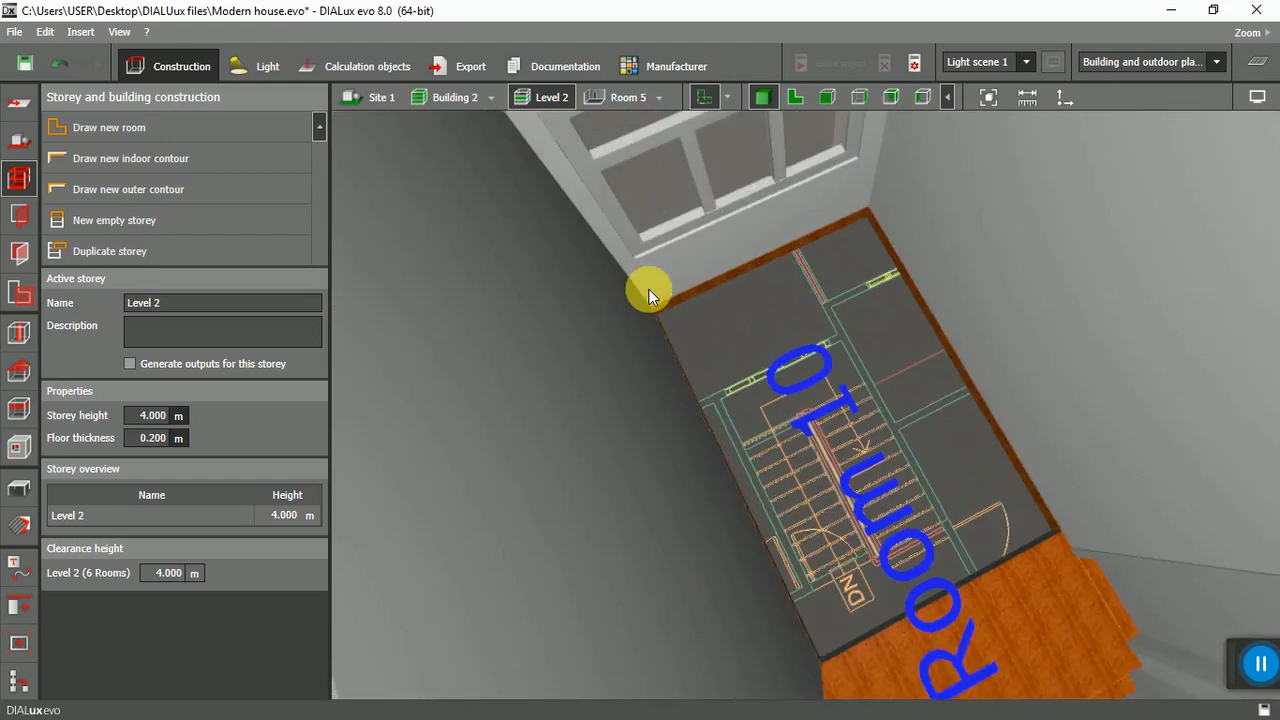 C:\Users\USER\Desktop\DIALUux files\Modern house.evo* - DIALux evo 8.0 (64-bit)
File Edit Insert View ? Zoom
Construction Light Calculation objects Export Documentation Manufacturer Entire project Light scene 1 Building and outdoor pla...
Storey and building construction Site 1 Building 2 Level 2 Room 5
Draw new room
Draw new indoor contour
Draw new outer contour
New empty storey
Duplicate storey
Active storey
Name Level 2
Description
Generate outputs for this storey
Properties
Storey height 4.000 m
Floor thickness 0.200 m
Storey overview
Name Height
Level 2 4.000 m
Clearance height
Level 2 (6 Rooms) 4.000 m
Room 10
DN
DIALux evo